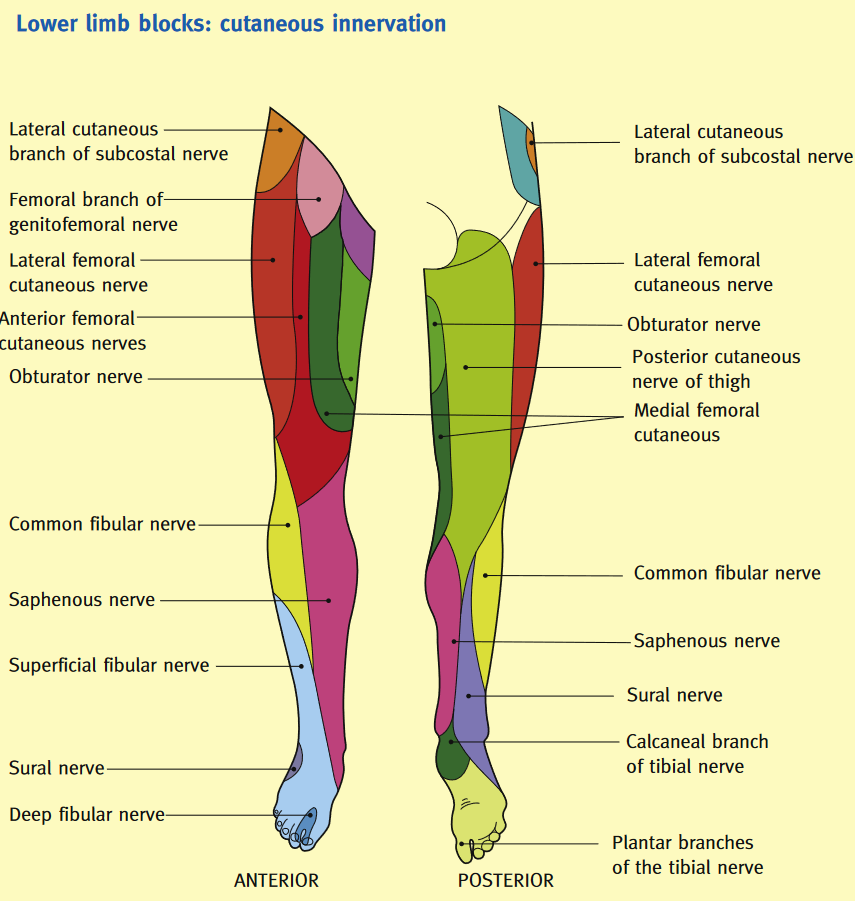 Lower limb blocks: cutaneous innervation
Lateral cutaneous
branch of subcostal nerve
Femoral branch of
genitofemoral nerve
Lateral femoral
cutaneous nerve
Anterior femoral
cutaneous nerves
Obturator nerve
Common fibular nerve
Saphenous nerve
Superficial fibular nerve
Sural nerve
Deep fibular nerve
ANTERIOR
Lateral cutaneous
branch of subcostal nerve
Lateral femoral
cutaneous nerve
Obturator nerve
Posterior cutaneous
nerve of thigh
Medial femoral
cutaneous
Common fibular nerve
Saphenous nerve
Sural nerve
Calcaneal branch
of tibial nerve
Plantar branches
of the tibial nerve
POSTERIOR